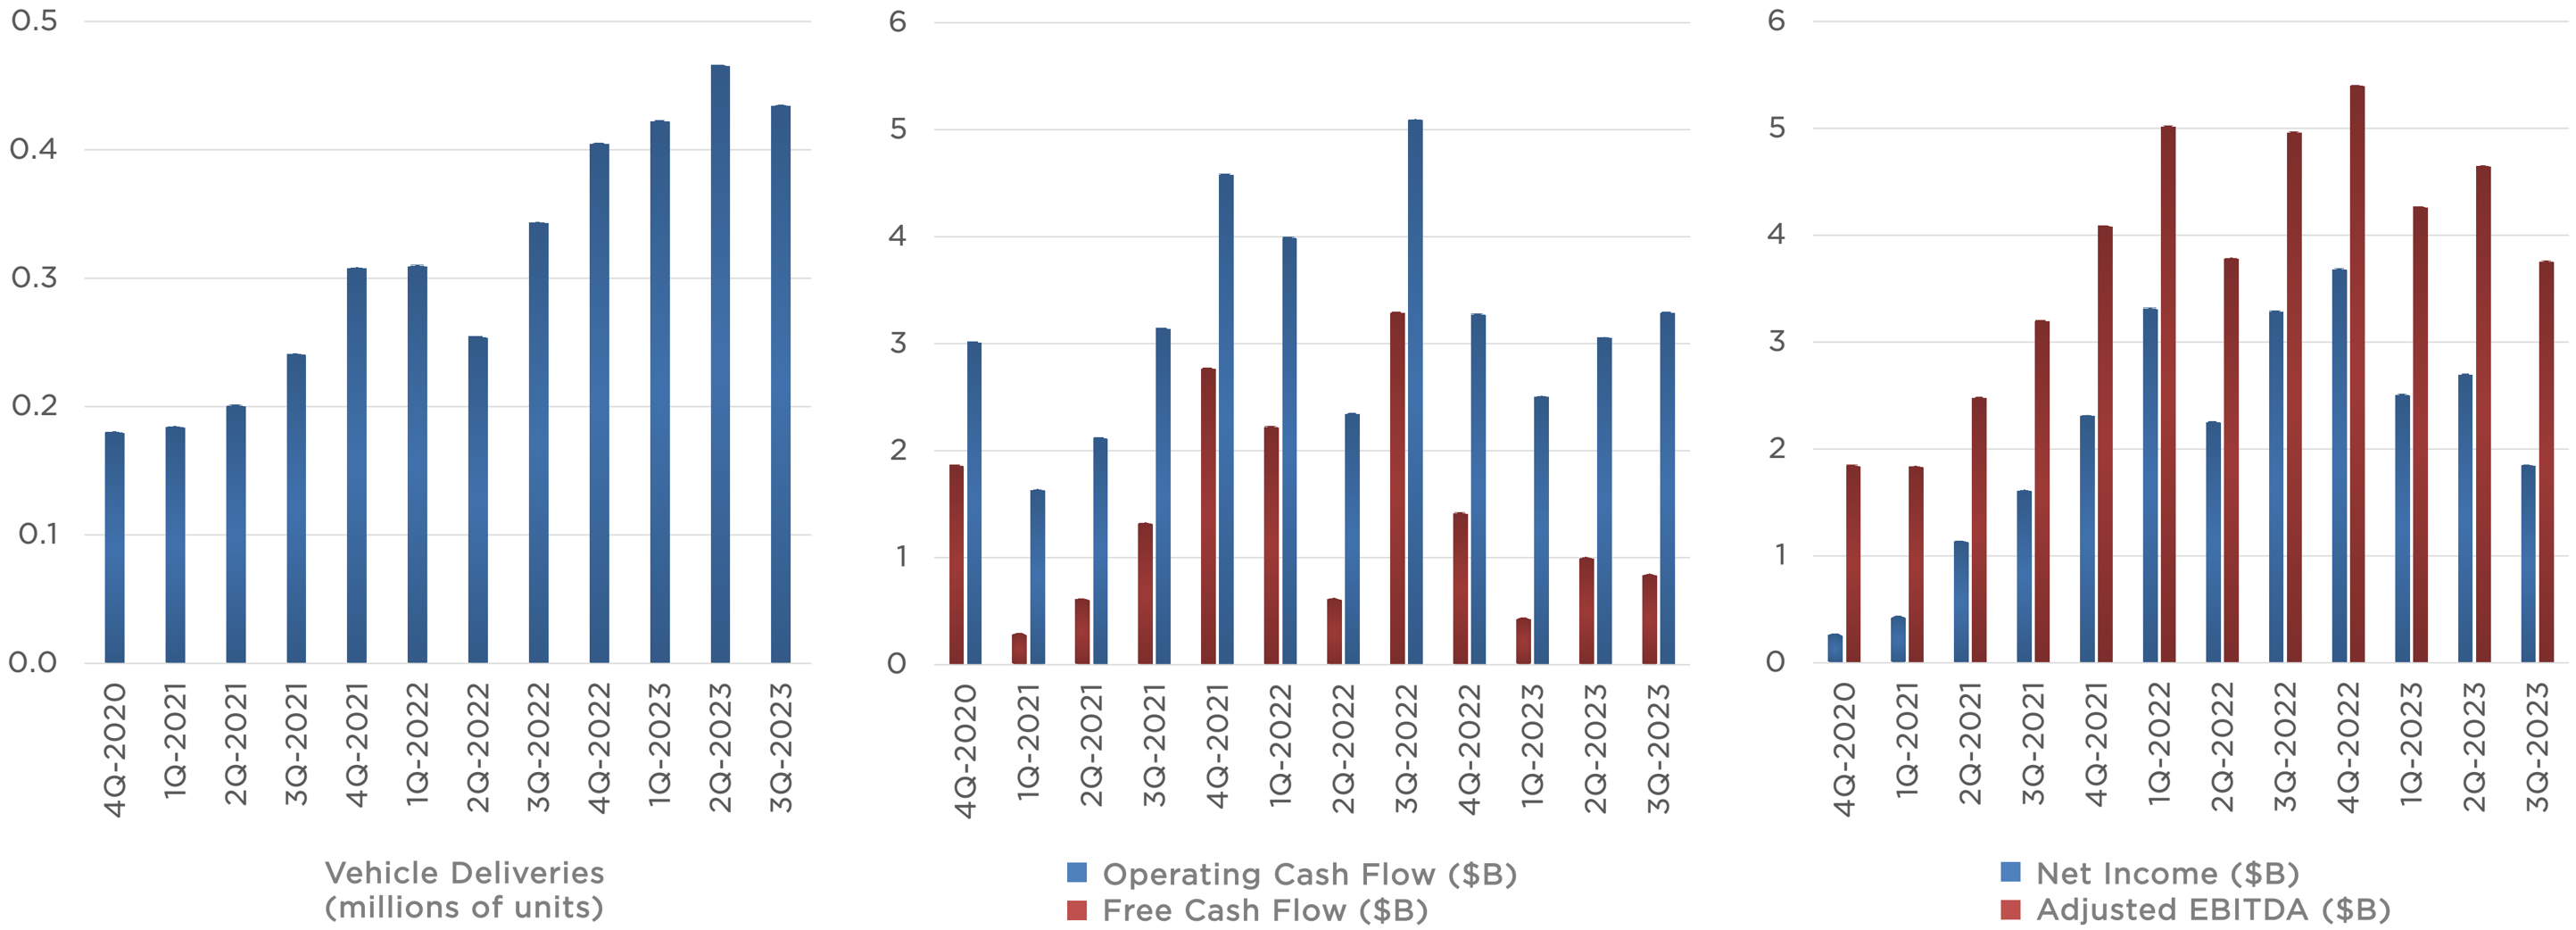 0.5
0.4
0.3
0.2
0.1
0.0
4Q-2020
1Q-2021
2Q-2021
3Q-2021
4Q-2021
1Q-2022
2Q-2022
3Q-2022
4Q-2022
1Q-2023
2Q-2023
3Q-2023
Vehicle Deliveries
(millions of units)
6
5
4
3
2
1
0
4Q-2020
1Q-2021
2Q-2021
3Q-2021
4Q-2021
1Q-2022
2Q-2022
3Q-2022
4Q-2022
1Q-2023
2Q-2023
3Q-2023
Operating Cash Flow ($B)
Free Cash Flow ($B)
6
5
4
3
2
1
0
4Q-2020
1Q-2021
2Q-2021
3Q-2021
4Q-2021
1Q-2022
2Q-2022
3Q-2022
4Q-2022
1Q-2023
2Q-2023
3Q-2023
Net Income ($B)
Adjusted EBITDA ($B)